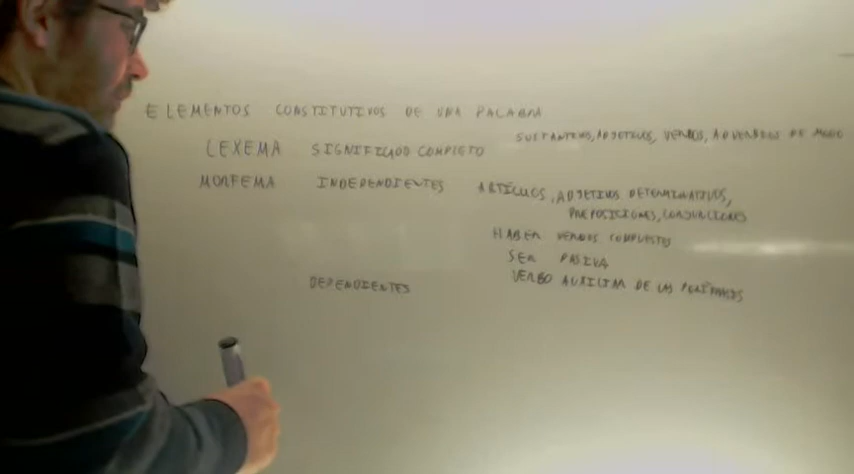 ELEMENTOS CONSTITUTIVOS DE UNA PALABRA
LEXEMA SIGNIFICADO COMPLETO SUSTANTIVOS, ADJETIVOS, VERBOS, ADVERBIOS DE MODO
MORFEMA INDEPENDIENTES ARTÍCULOS, ADJETIVOS DETERMINATIVOS,
PREPOSICIONES, CONJUNCIONES
HABER VERBOS COMPUESTOS
SER PASIVA
VERBO AUXILIAR DE LAS PERÍFRASIS
DEPENDIENTES